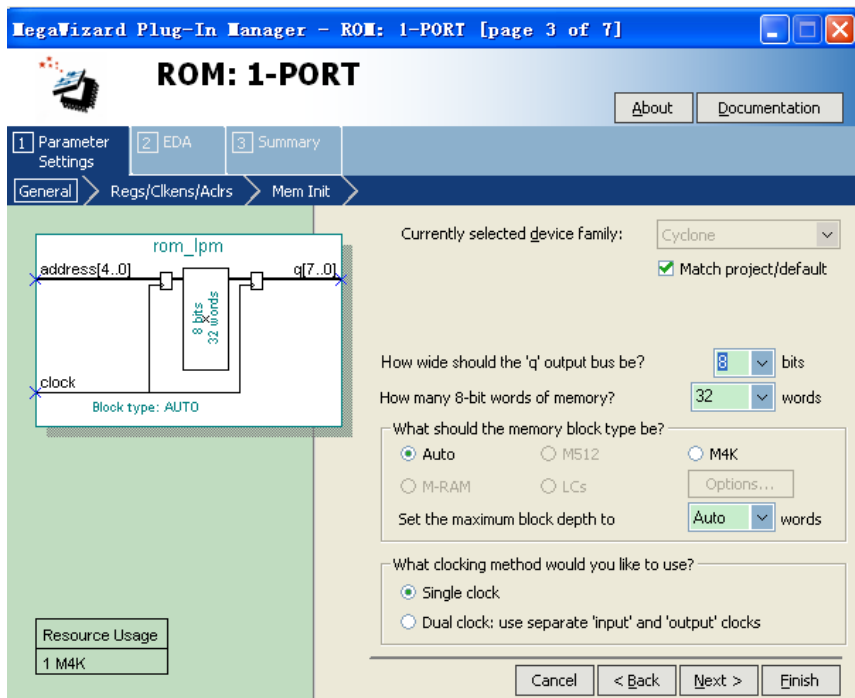 MegaWizard Plug-In Manager - ROM: 1-PORT [page 3 of 7]
ROM: 1-PORT
About
Documentation
1 Parameter Settings
2 EDA
3 Summary
General
Regs/Clkens/Aclrs
Mem Init
rom_lpm
address[4..0]
q[7..0]
8 bits
32 words
clock
Block type: AUTO
Resource Usage
1 M4K
Currently selected device family:
Cyclone
Match project/default
How wide should the 'q' output bus be?
8
bits
How many 8-bit words of memory?
32
words
What should the memory block type be?
Auto
M512
M4K
M-RAM
LCs
Options...
Set the maximum block depth to
Auto
words
What clocking method would you like to use?
Single clock
Dual clock: use separate 'input' and 'output' clocks
Cancel
< Back
Next >
Finish